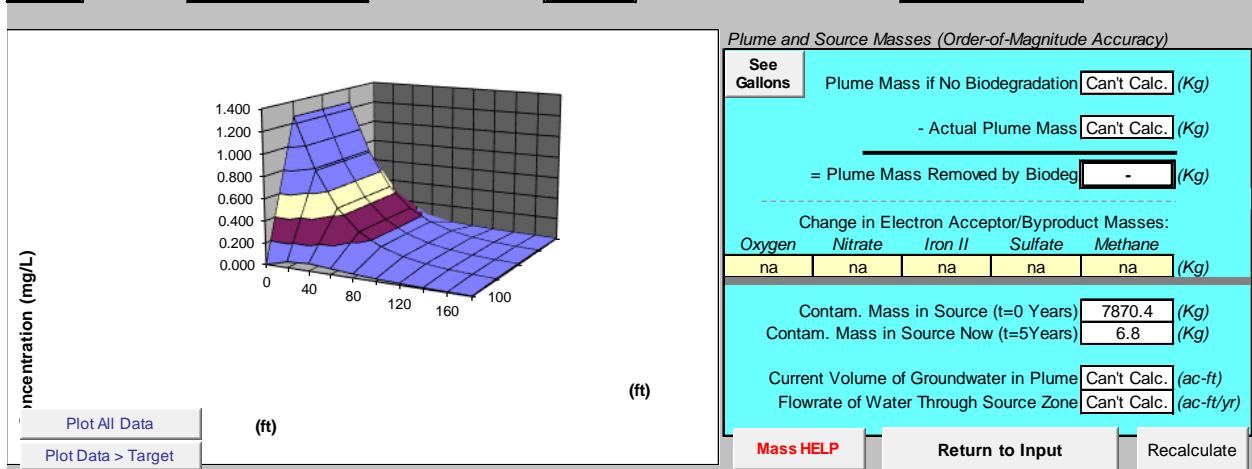 Plume and Source Masses (Order-of-Magnitude Accuracy)
See
Gallons
Plume Mass if No Biodegradation Can't Calc. (Kg)
- Actual Plume Mass Can't Calc. (Kg)
= Plume Mass Removed by Biodeg - (Kg)
Change in Electron Acceptor/Byproduct Masses:
Oxygen Nitrate Iron II Sulfate Methane
na na na na na (Kg)
Contam. Mass in Source (t=0 Years) 7870.4 (Kg)
Contam. Mass in Source Now (t=5Years) 6.8 (Kg)
Current Volume of Groundwater in Plume Can't Calc. (ac-ft)
Flowrate of Water Through Source Zone Can't Calc. (ac-ft/yr)
Mass HELP
Return to Input
Recalculate
1.400
1.200
1.000
0.800
0.600
0.400
0.200
0.000
0
40
80
120
160
100
(mg/L)
(ft)
(ft)
Plot All Data
Plot Data > Target